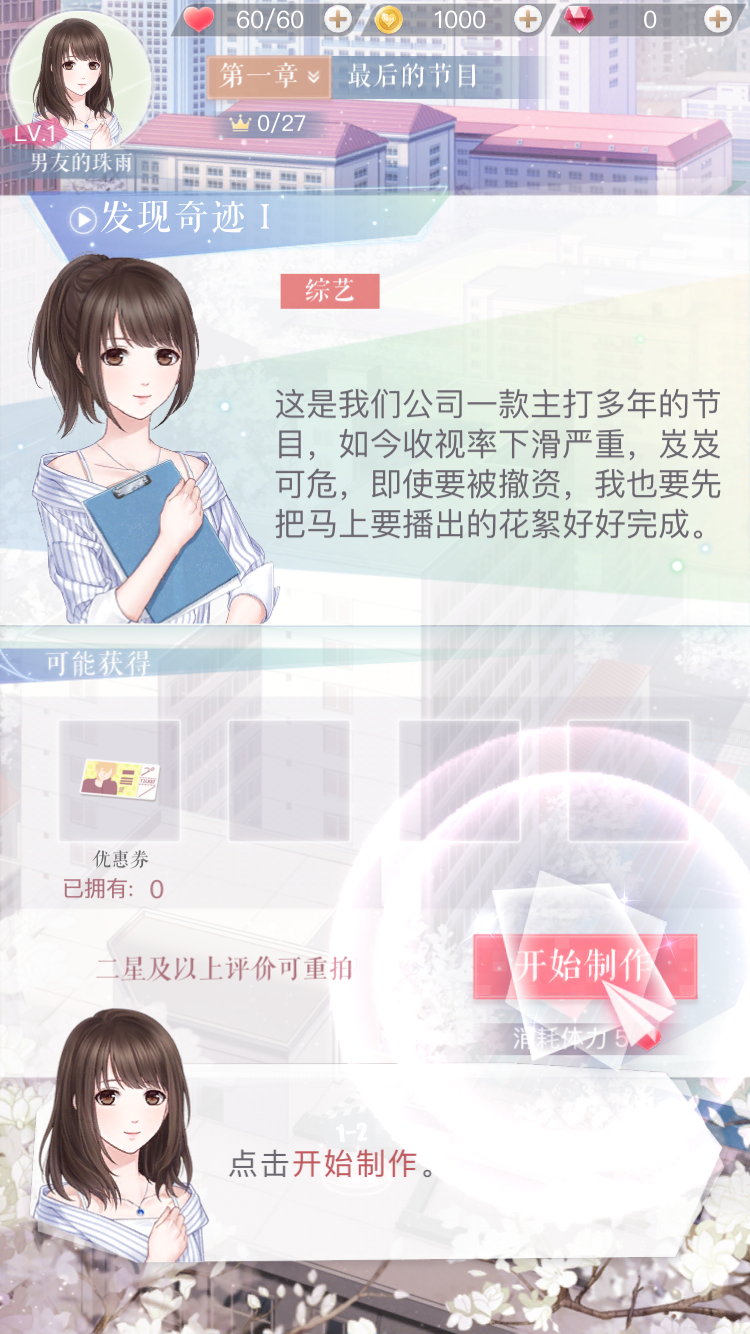 60/60
1000
0
第一章
最后的节目
0/27
LV.1
男友的珠雨
发现奇迹 I
综艺
这是我们公司一款主打多年的节
目，如今收视率下滑严重，岌岌
可危，即使要被撤资，我也要先
把马上要播出的花絮好好完成。
可能获得
优惠券
已拥有: 0
二星及以上评价可重拍
开始制作
消耗体力 5
1-2
点击开始制作。